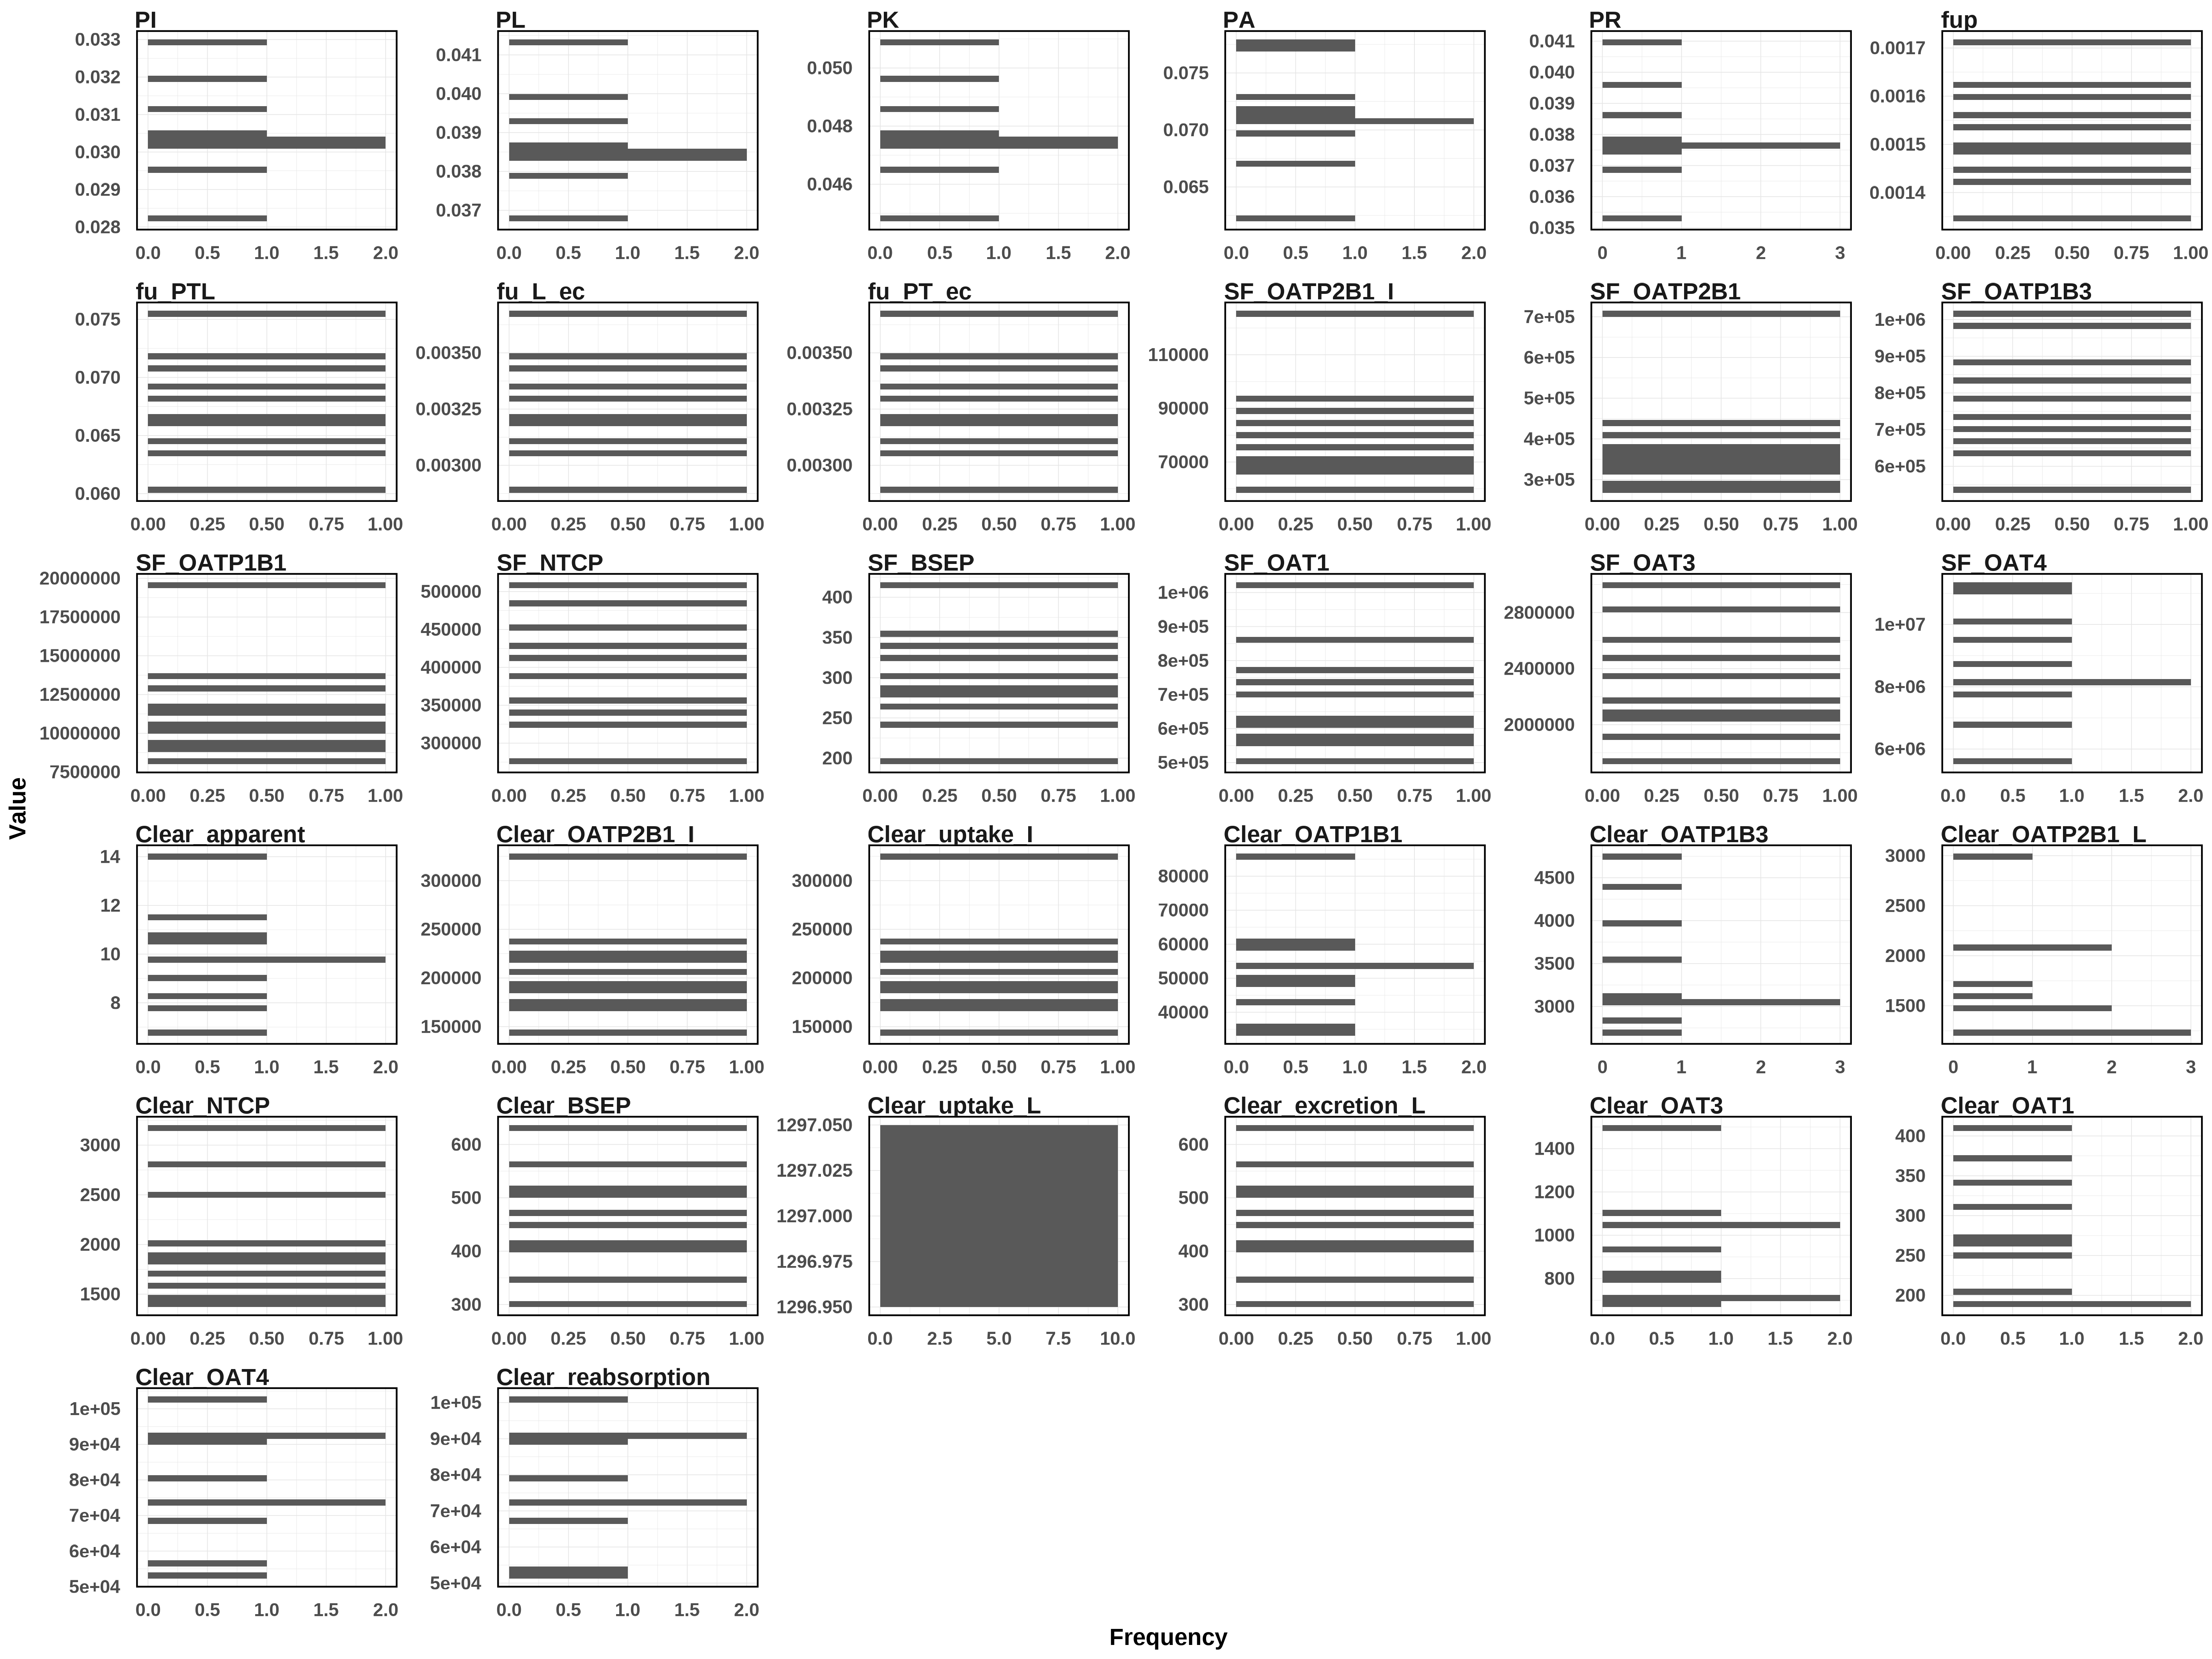 PI PL PK PA PR fup
0.033 0.032 0.031 0.030 0.029 0.028
0.041 0.040 0.039 0.038 0.037
0.050 0.048 0.046
0.075 0.070 0.065
0.041 0.040 0.039 0.038 0.037 0.036 0.035
0.0017 0.0016 0.0015 0.0014
0.0 0.5 1.0 1.5 2.0
0.0 0.5 1.0 1.5 2.0
0.0 0.5 1.0 1.5 2.0
0.0 0.5 1.0 1.5 2.0
0 1 2 3
0.00 0.25 0.50 0.75 1.00
fu_PTL fu_L_ec fu_PT_ec SF_OATP2B1_I SF_OATP2B1 SF_OATP1B3
0.075 0.070 0.065 0.060
0.00350 0.00325 0.00300
0.00350 0.00325 0.00300
110000 90000 70000
7e+05 6e+05 5e+05 4e+05 3e+05
1e+06 9e+05 8e+05 7e+05 6e+05
0.00 0.25 0.50 0.75 1.00
0.00 0.25 0.50 0.75 1.00
0.00 0.25 0.50 0.75 1.00
0.00 0.25 0.50 0.75 1.00
0.00 0.25 0.50 0.75 1.00
0.00 0.25 0.50 0.75 1.00
SF_OATP1B1 SF_NTCP SF_BSEP SF_OAT1 SF_OAT3 SF_OAT4
20000000 17500000 15000000 12500000 10000000 7500000
500000 450000 400000 350000 300000
400 350 300 250 200
1e+06 9e+05 8e+05 7e+05 6e+05 5e+05
2800000 2400000 2000000
1e+07 8e+06 6e+06
0.00 0.25 0.50 0.75 1.00
0.00 0.25 0.50 0.75 1.00
0.00 0.25 0.50 0.75 1.00
0.00 0.25 0.50 0.75 1.00
0.00 0.25 0.50 0.75 1.00
0.0 0.5 1.0 1.5 2.0
Value
Clear_apparent Clear_OATP2B1_I Clear_uptake_I Clear_OATP1B1 Clear_OATP1B3 Clear_OATP2B1_L
14 12 10 8
300000 250000 200000 150000
300000 250000 200000 150000
80000 70000 60000 50000 40000
4500 4000 3500 3000
3000 2500 2000 1500
0.0 0.5 1.0 1.5 2.0
0.00 0.25 0.50 0.75 1.00
0.00 0.25 0.50 0.75 1.00
0.0 0.5 1.0 1.5 2.0
0 1 2 3
0 1 2 3
Clear_NTCP Clear_BSEP Clear_uptake_L Clear_excretion_L Clear_OAT3 Clear_OAT1
3000 2500 2000 1500
600 500 400 300
1297.050 1297.025 1297.000 1296.975 1296.950
600 500 400 300
1400 1200 1000 800
400 350 300 250 200
0.00 0.25 0.50 0.75 1.00
0.00 0.25 0.50 0.75 1.00
0.0 2.5 5.0 7.5 10.0
0.00 0.25 0.50 0.75 1.00
0.0 0.5 1.0 1.5 2.0
0.0 0.5 1.0 1.5 2.0
Clear_OAT4 Clear_reabsorption
1e+05 9e+04 8e+04 7e+04 6e+04 5e+04
1e+05 9e+04 8e+04 7e+04 6e+04 5e+04
0.0 0.5 1.0 1.5 2.0
0.0 0.5 1.0 1.5 2.0
Frequency